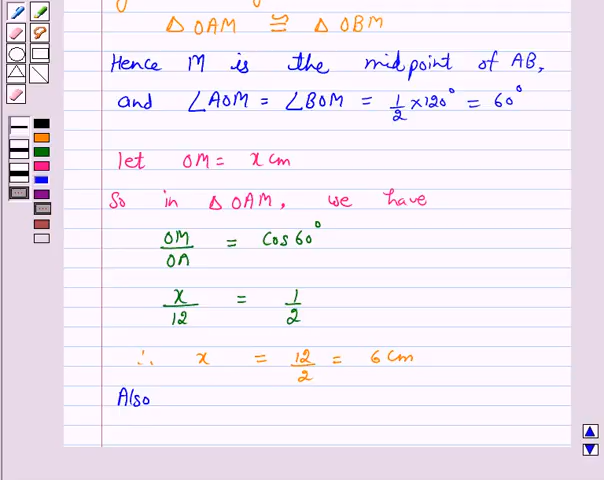 △ OAM ≅ △ OBM
Hence M is the midpoint of AB,
and ∠AOM = ∠BOM = 1/2 × 120° = 60°
let OM = x cm
So in △ OAM, we have
OM/OA = Cos 60°
x/12 = 1/2
∴ x = 12/2 = 6 cm
Also